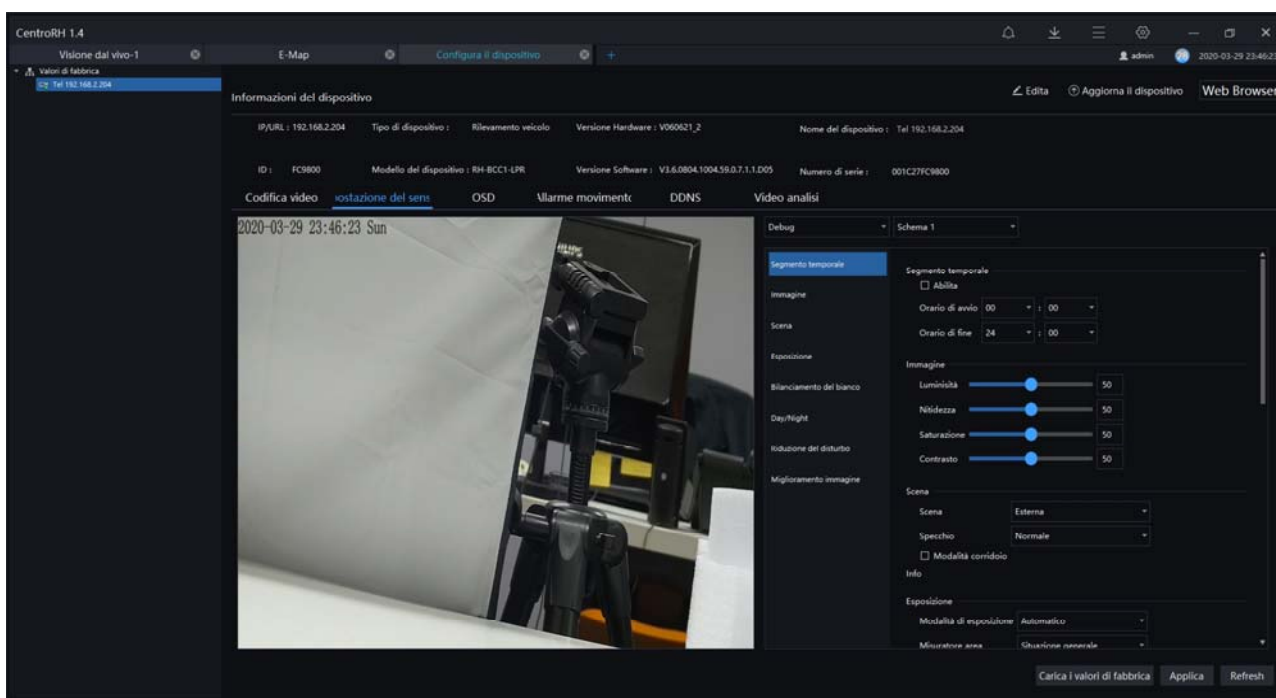 CentroRH 1.4
Visione dal vivo-1
E-Map
Configura il dispositivo
+
admin
28
2020-03-29 23:46:23
Valori di fabbrica
Tel 192.168.2.204
Informazioni del dispositivo
Edita
Aggiorna il dispositivo
Web Browser
IP/URL : 192.168.2.204
Tipo di dispositivo : Rilevamento veicolo
Versione Hardware : V060621_2
Nome del dispositivo : Tel 192.168.2.204
ID : FC9800
Modello del dispositivo : RH-BCC1-LPR
Versione Software : V3.6.0804.1004.59.0.7.1.1.D05
Numero di serie : 001C27FC9800
Codifica video
ostazione del sens
OSD
Allarme movimento
DDNS
Video analisi
2020-03-29 23:46:23 Sun
Debug
Schema 1
Segmento temporale
Immagine
Scena
Esposizione
Bilanciamento del bianco
Day/Night
Riduzione del disturbo
Miglioramento immagine
Segmento temporale
Abilita
Orario di avvio 00 : 00
Orario di fine 24 : 00
Immagine
Luminisità 50
Nitidezza 50
Saturazione 50
Contrasto 50
Scena
Scena Esterna
Specchio Normale
Modalità corridoio
Info
Esposizione
Modalità di esposizione Automatico
Misuratore area Situazione generale
Carica i valori di fabbrica
Applica
Refresh